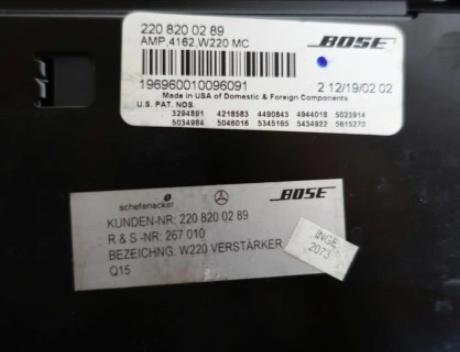 220 820 02 89
AMP,4162,W220 MC
BOSE
196960010096091
2 12/19/02 02
Made in USA of Domestic & Foreign Components
U.S. PAT. NOS.
3294891 4218583 4490843 4944018 5023914
5034984 5046016 5345165 5434922 5615270
schefenacker
BOSE
KUNDEN-NR: 220 820 02 89
R & S -NR: 267 010
BEZEICHNG: W220 VERSTÄRKER
Q15
INGE
2073